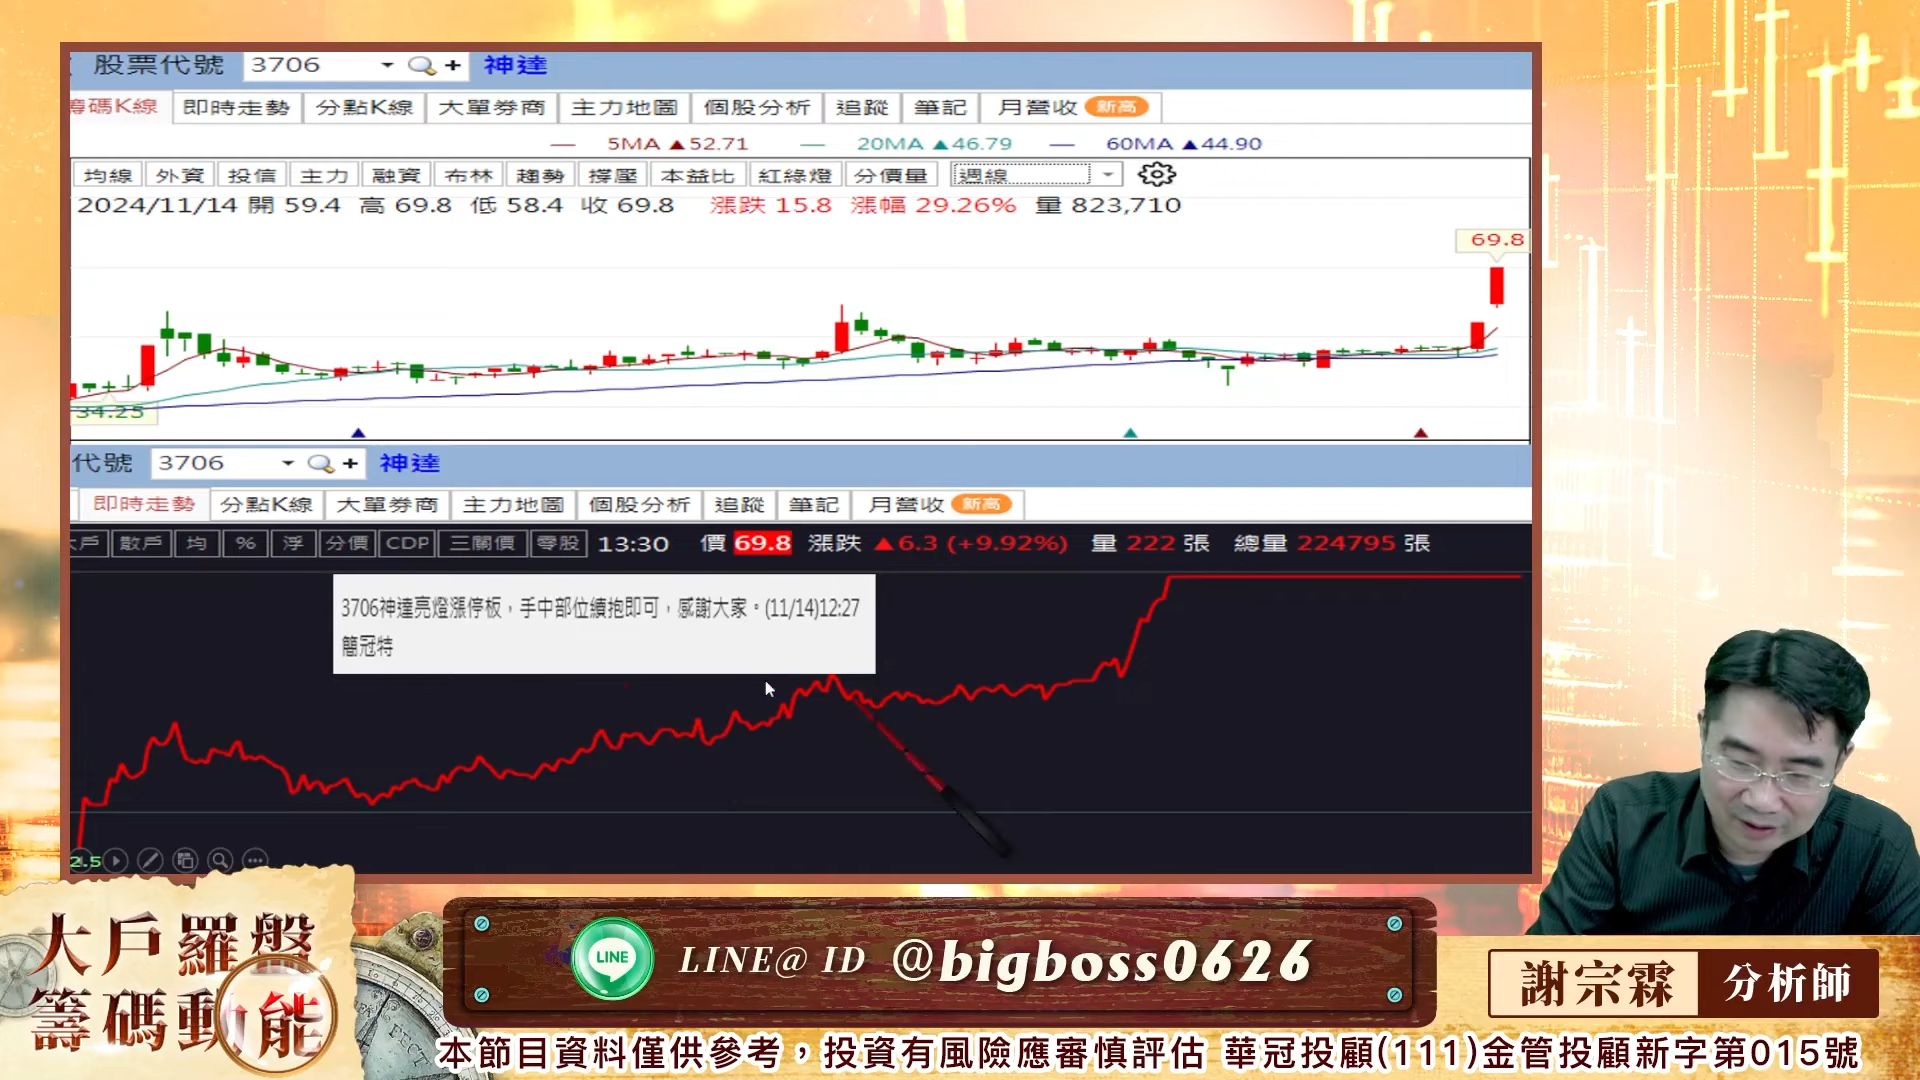 股票代號 3706 神達
籌碼K線 即時走勢 分點K線 大單券商 主力地圖 個股分析 追蹤 筆記 月營收 新高
5MA ▲52.71 20MA ▲46.79 60MA ▲44.90
均線 外資 投信 主力 融資 布林 趨勢 撐壓 本益比 紅綠燈 分價量 週線
2024/11/14 開 59.4 高 69.8 低 58.4 收 69.8 漲跌 15.8 漲幅 29.26% 量 823,710
69.8
34.25
代號 3706 神達
即時走勢 分點K線 大單券商 主力地圖 個股分析 追蹤 筆記 月營收 新高
大戶 散戶 均 % 浮 分價 CDP 三關價 零股 13:30 價 69.8 漲跌 ▲6.3 (+9.92%) 量 222 張 總量 224795 張
3706神達亮燈漲停板，手中部位續抱即可，感謝大家。(11/14)12:27
簡冠特
2.5
大戶羅盤
籌碼動能
LINE LINE@ ID @bigboss0626
謝宗霖 分析師
本節目資料僅供參考，投資有風險應審慎評估 華冠投顧(111)金管投顧新字第015號